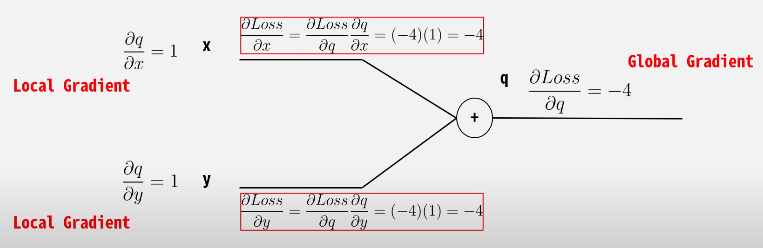 ∂q/∂x = 1
x
∂Loss/∂x = ∂Loss/∂q ∂q/∂x = (−4)(1) = −4
Local Gradient
Global Gradient
q
∂Loss/∂q = −4
+
∂q/∂y = 1
y
∂Loss/∂y = ∂Loss/∂q ∂q/∂y = (−4)(1) = −4
Local Gradient